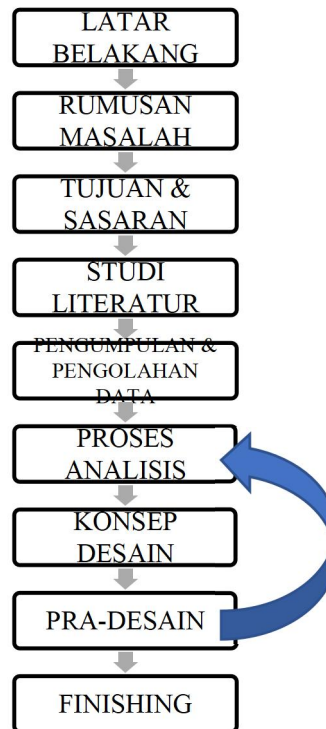 LATAR
BELAKANG
RUMUSAN
MASALAH
TUJUAN &
SASARAN
STUDI
LITERATUR
PENGUMPULAN &
PENGOLAHAN
DATA
PROSES
ANALISIS
KONSEP
DESAIN
PRA-DESAIN
FINISHING